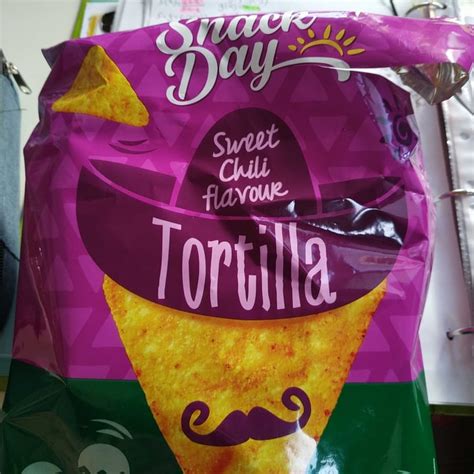 Snack
Day
Sweet
Chili
flavour
Tortilla